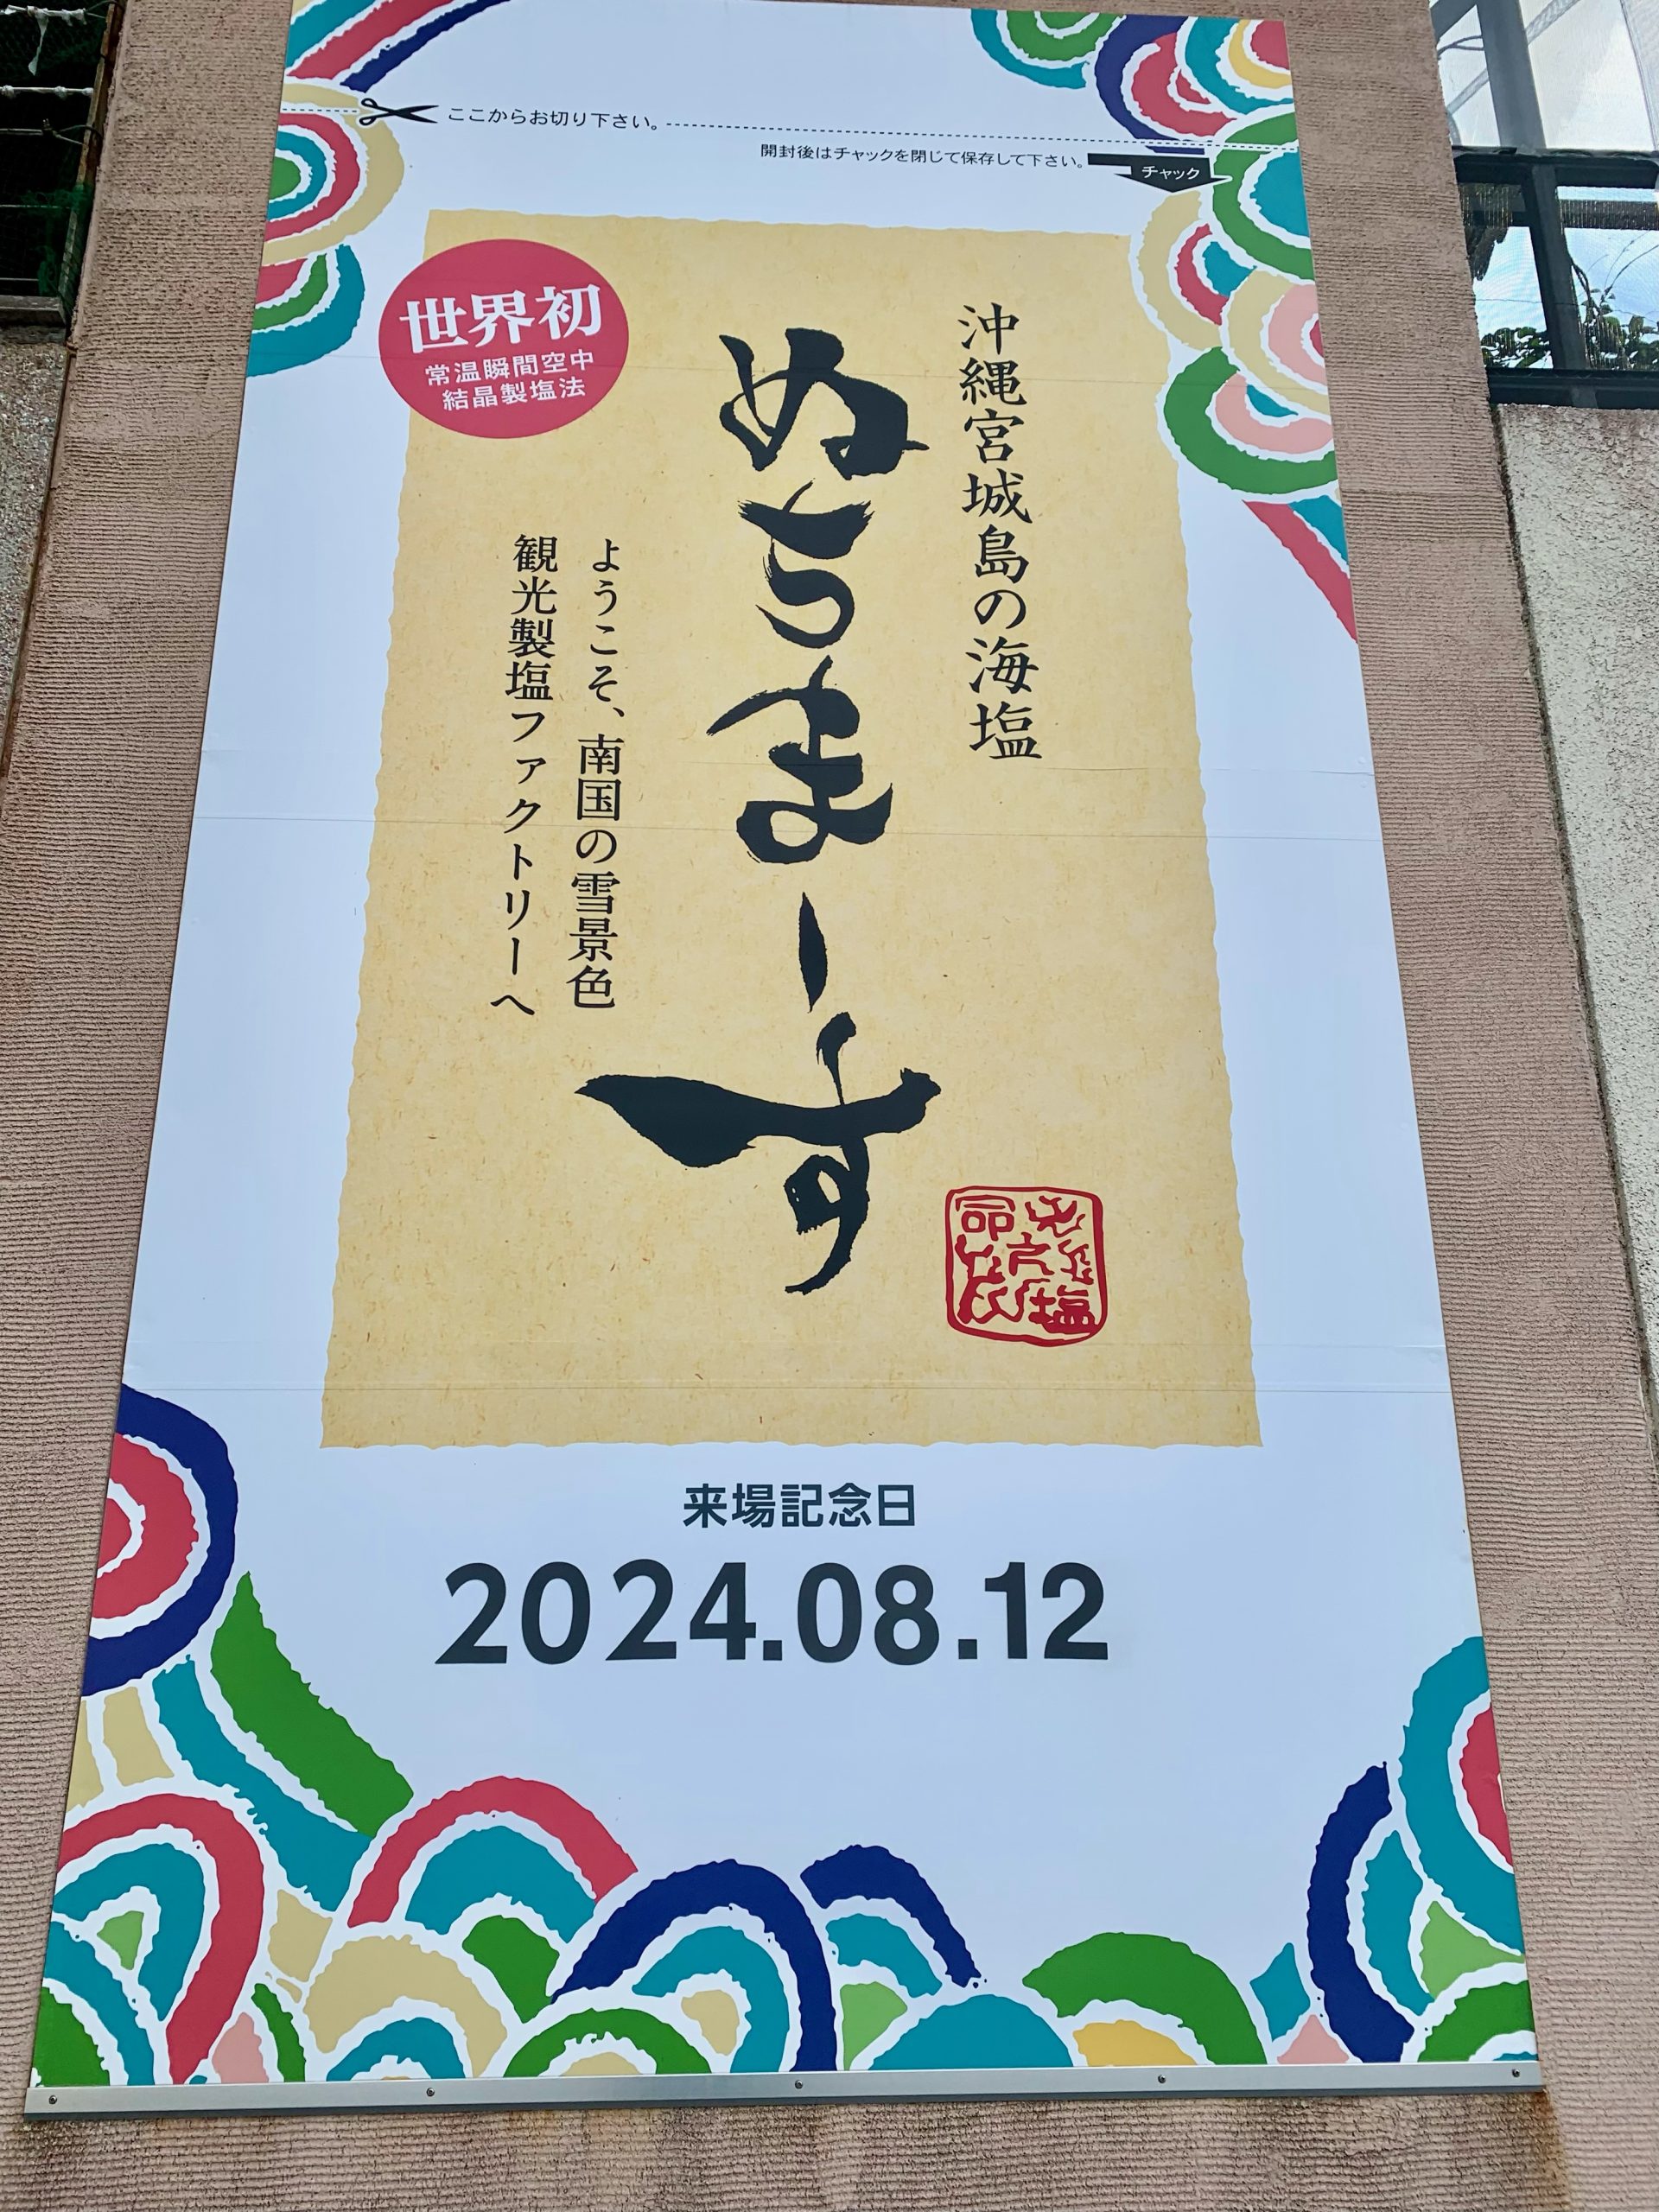 ここからお切り下さい。
開封後はチャックを閉じて保存して下さい。
チャック
世界初
常温瞬間空中
結晶製塩法
沖縄宮城島の海塩
ぬちまーす
ようこそ、南国の雪景色
観光製塩ファクトリーへ
来場記念日
2024.08.12